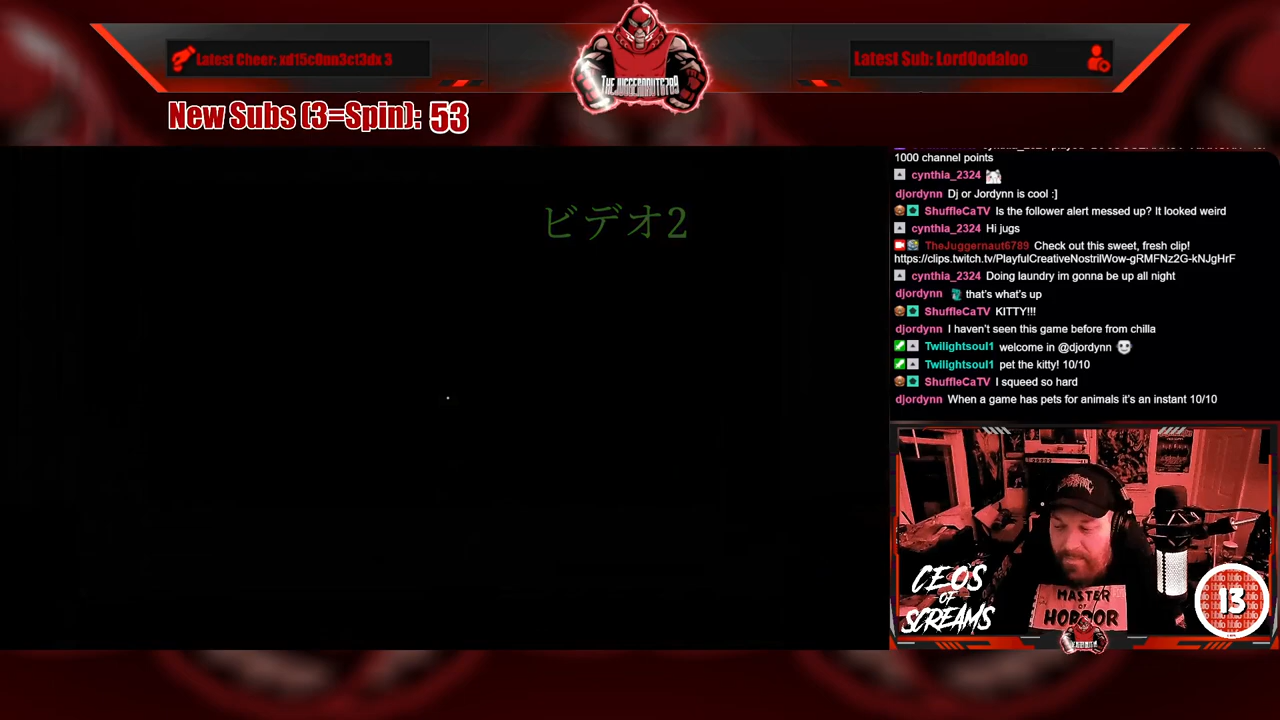 Latest Cheer: xd15c0nn3ct3dx 3
THEJUGGERNAUT6789
Latest Sub: LordOodaloo
New Subs (3=Spin): 53
ビデオ2
1000 channel points
cynthia_2324
djordynn Dj or Jordynn is cool :]
ShuffleCaTV Is the follower alert messed up? It looked weird
cynthia_2324 Hi jugs
TheJuggernaut6789 Check out this sweet, fresh clip!
https://clips.twitch.tv/PlayfulCreativeNostrilWow-gRMFNz2G-kNJgHrF
cynthia_2324 Doing laundry im gonna be up all night
djordynn that's what's up
ShuffleCaTV KITTY!!!
djordynn I haven't seen this game before from chilla
Twilightsoul1 welcome in @djordynn
Twilightsoul1 pet the kitty! 10/10
ShuffleCaTV I squeed so hard
djordynn When a game has pets for animals it's an instant 10/10
CEOS
OF
SCREAMS
MASTER
OF
HORROR
13